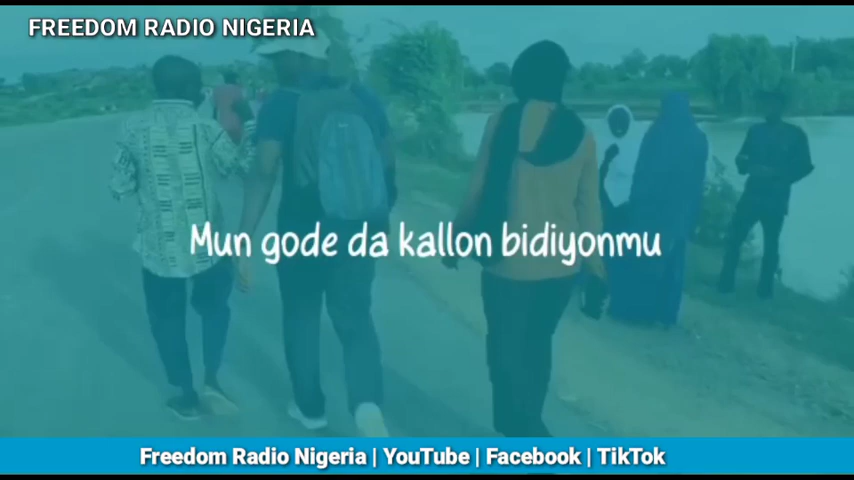 FREEDOM RADIO NIGERIA
Mun gode da kallon bidiyonmu
Freedom Radio Nigeria | YouTube | Facebook | TikTok